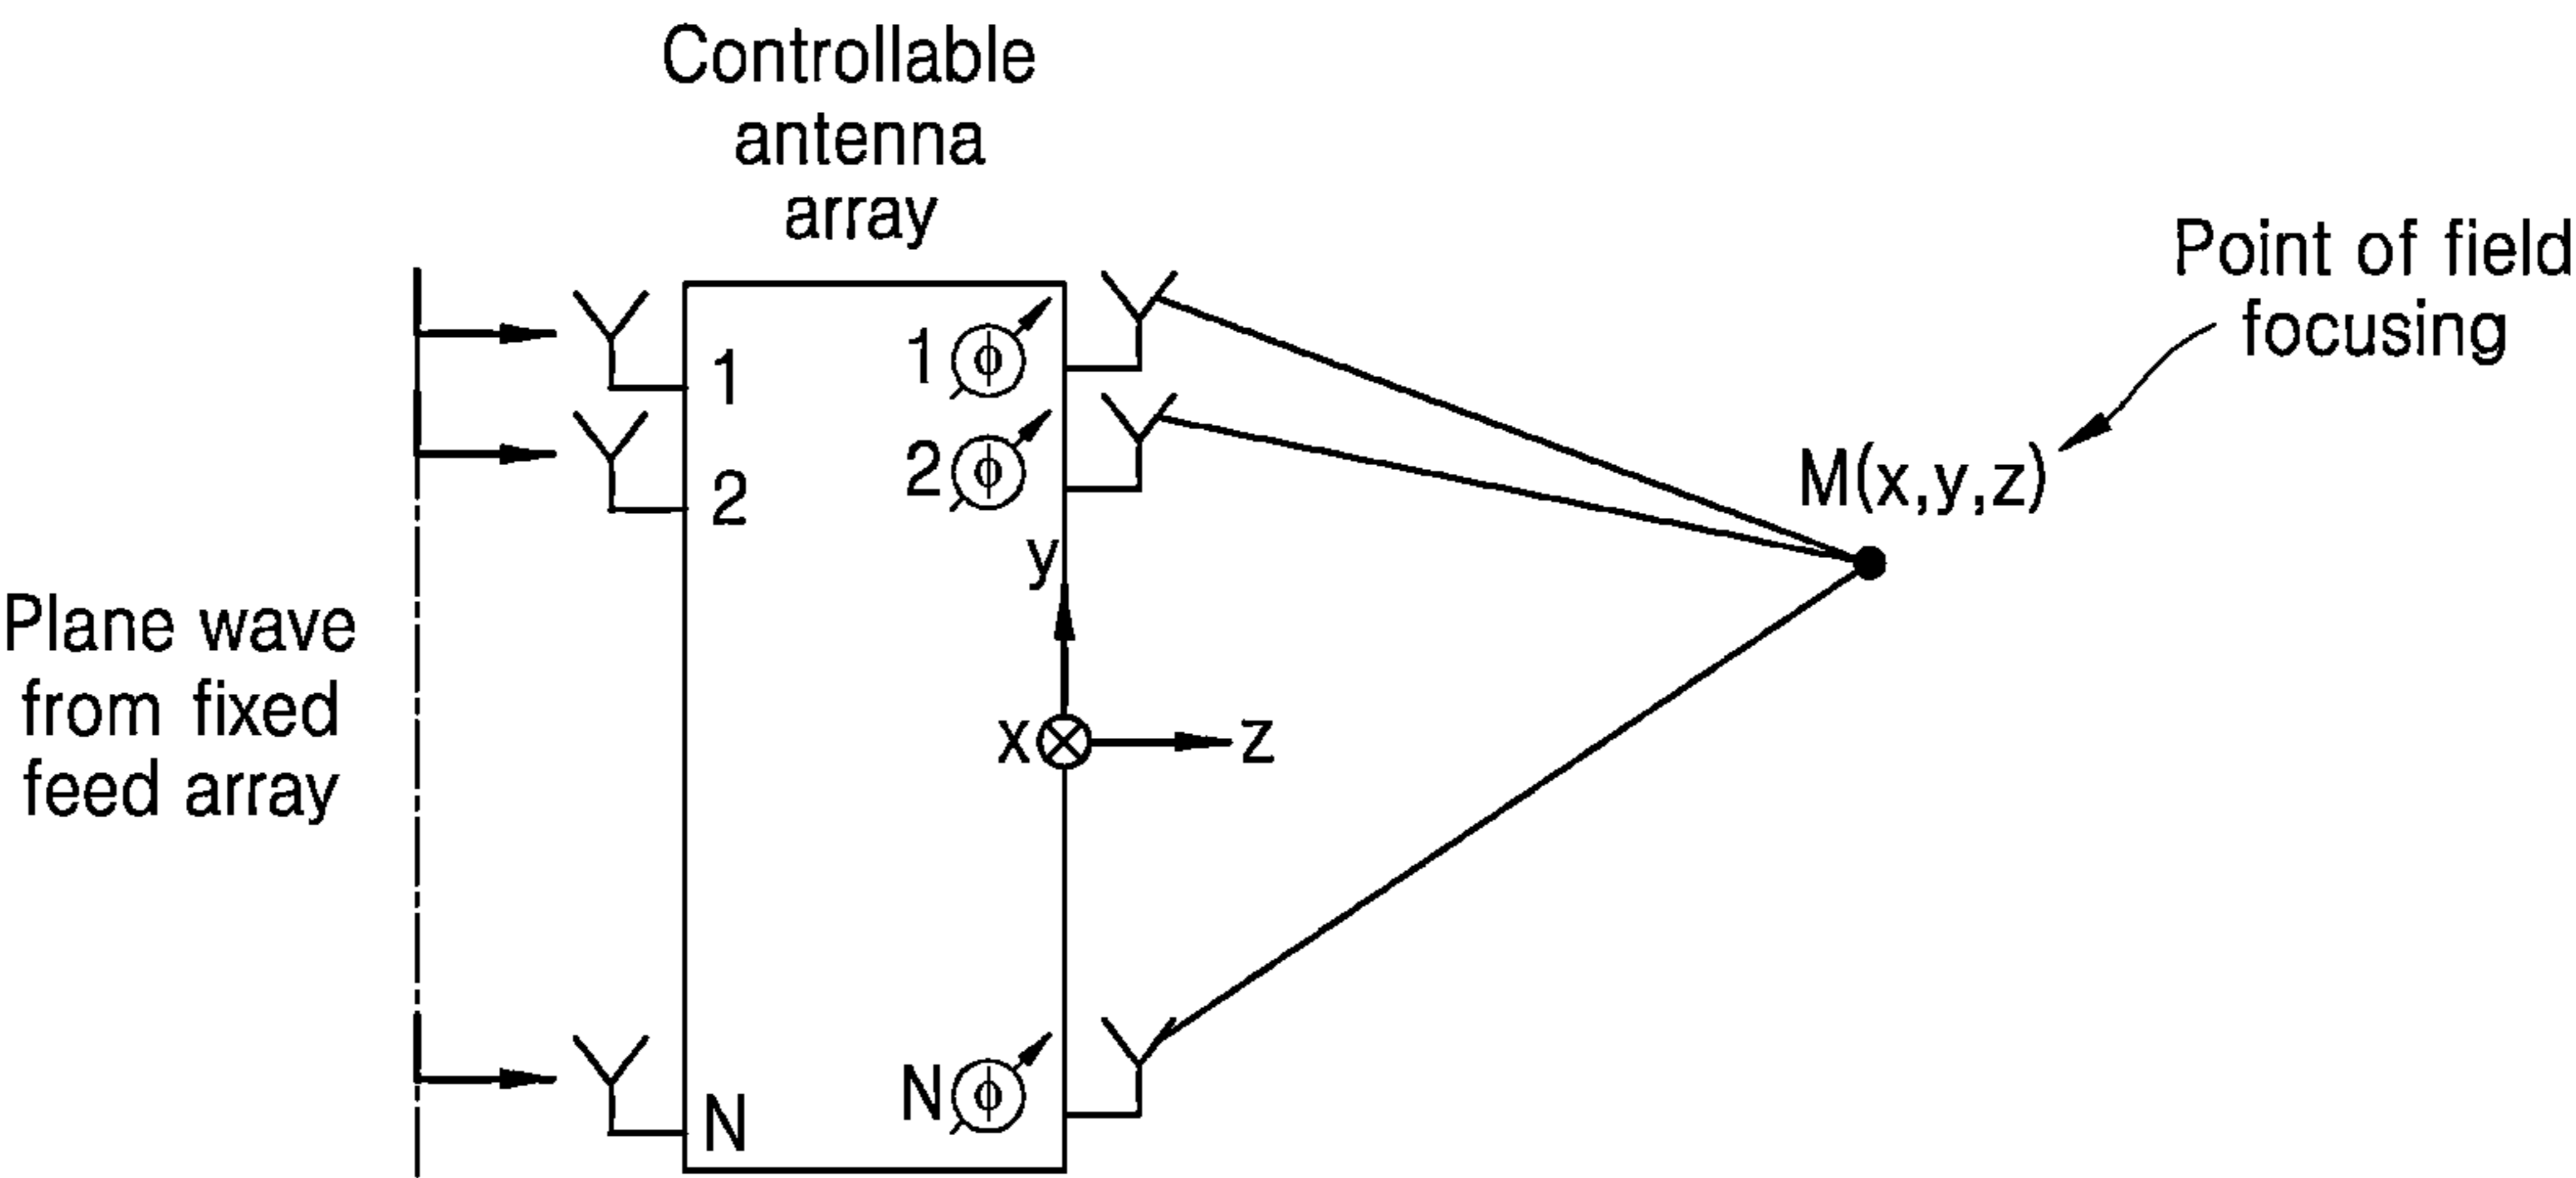 Controllable
antenna
array
Point of field
focusing
M(x,y,z)
Plane wave
from fixed
feed array
1
2
N
1 ϕ
2 ϕ
N ϕ
y
x
z